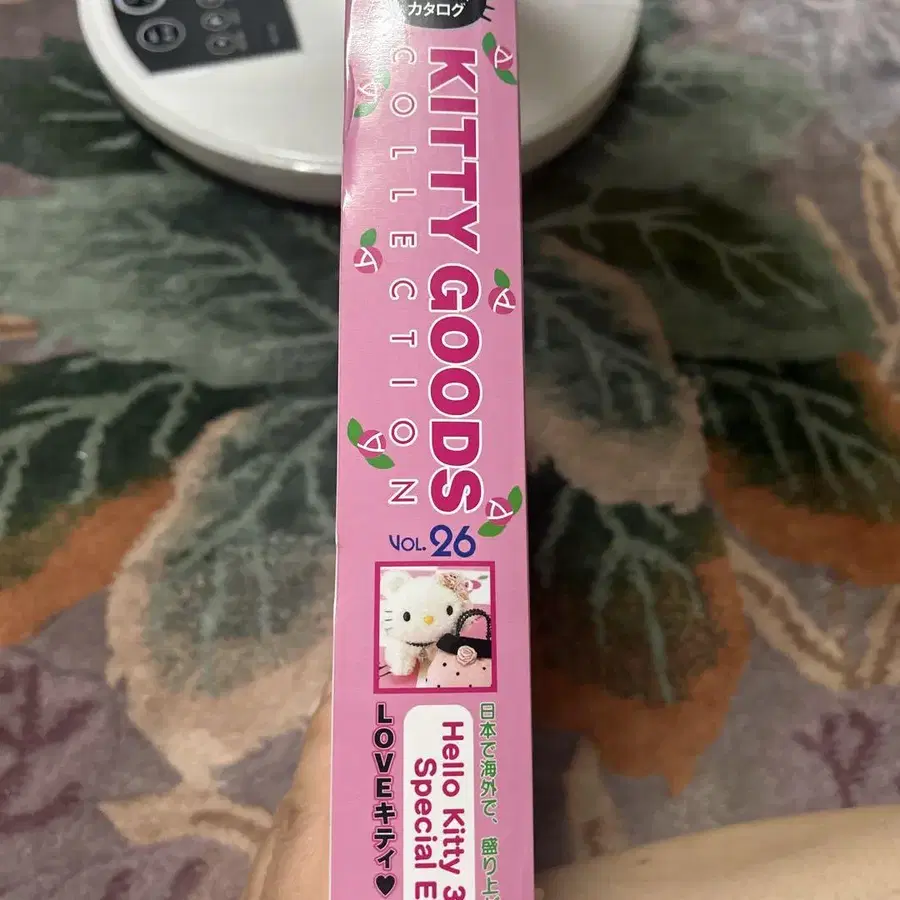 カタログ
KITTY GOODS
COLLECTION
VOL. 26
日本で海外で、盛り上
Hello Kitty 3
Special E
LOVEキティ♥